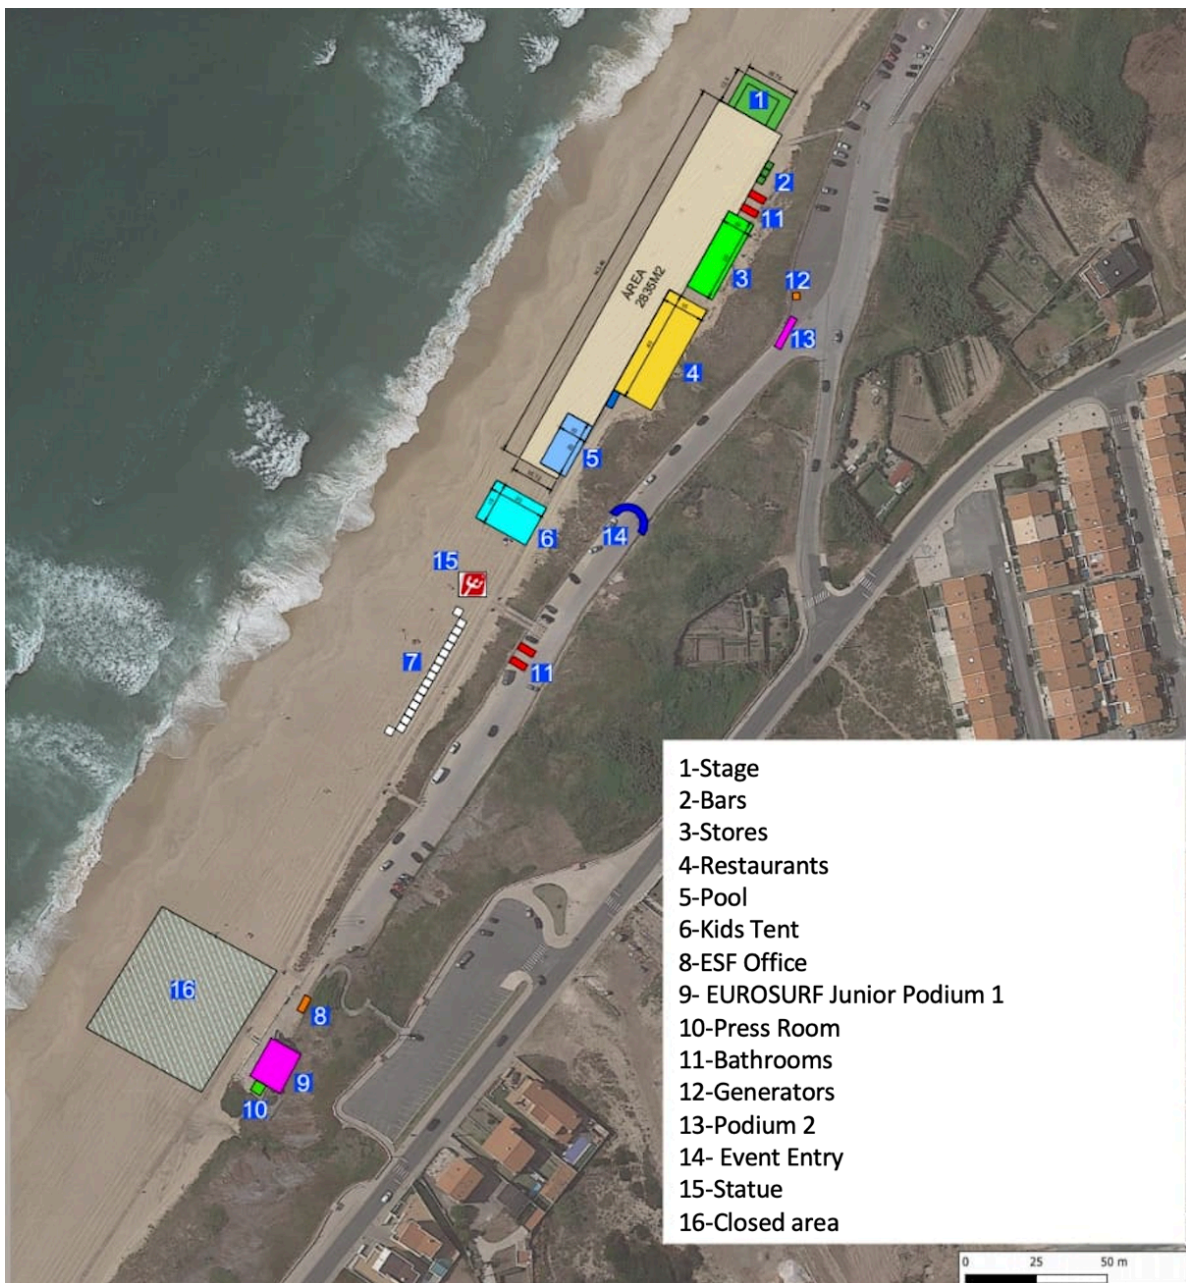 1
2
11
3
12
ÁREA
2835M2
13
4
5
6
14
15
7
11
16
8
9
10
1-Stage
2-Bars
3-Stores
4-Restaurants
5-Pool
6-Kids Tent
8-ESF Office
9- EUROSURF Junior Podium 1
10-Press Room
11-Bathrooms
12-Generators
13-Podium 2
14- Event Entry
15-Statue
16-Closed area
0 25 50 m